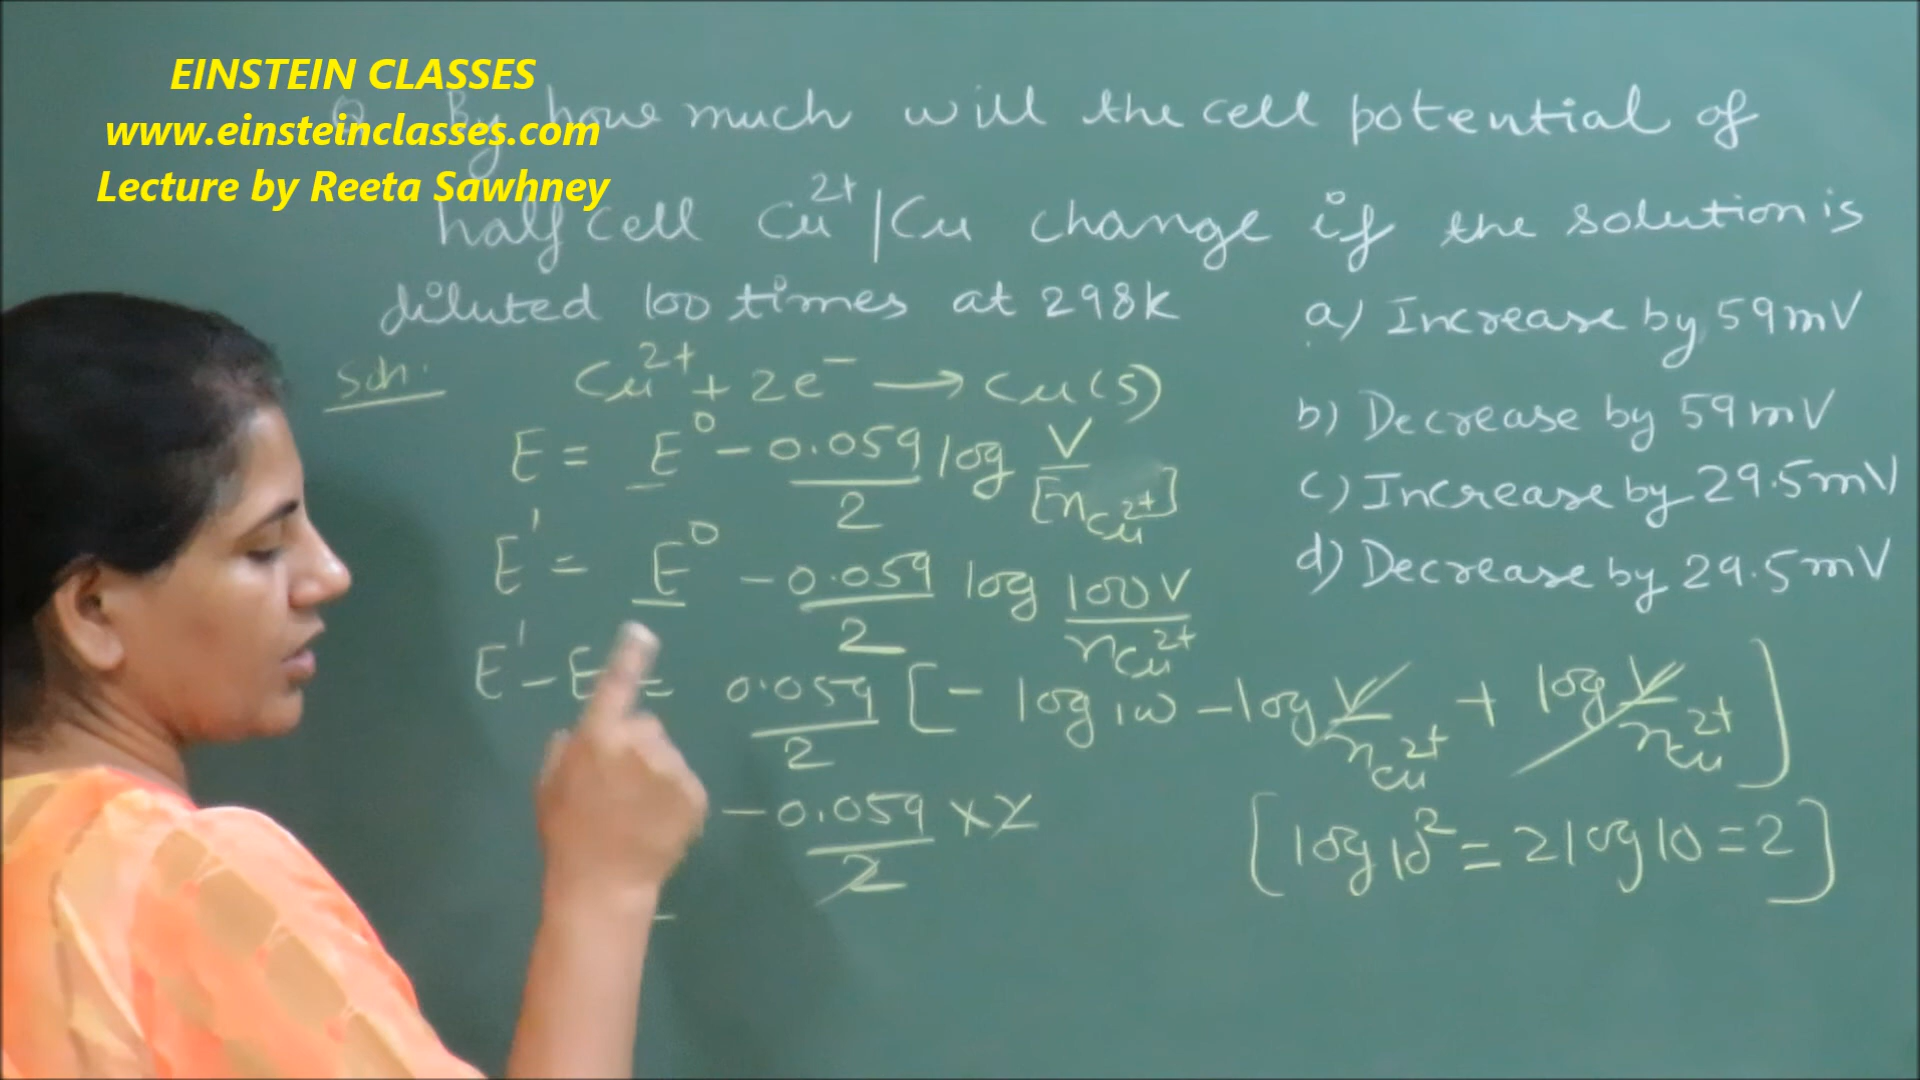 EINSTEIN CLASSES
www.einsteinclasses.com
Lecture by Reeta Sawhney
Q By how much will the cell potential of
half cell Cu²⁺/Cu change if the solution is
diluted 100 times at 298K
a) Increase by 59mV
b) Decrease by 59mV
c) Increase by 29.5mV
d) Decrease by 29.5mV
Soln.
Cu²⁺ + 2e⁻ → Cu(s)
E = E⁰ - 0.059/2 log V/[nCu²⁺]
E' = E⁰ - 0.059/2 log 100V/nCu²⁺
E' - E = 0.059/2 [- log 100 - log V/nCu²⁺ + log V/nCu²⁺]
- 0.059/2 × 2
[log 10² = 2 log 10 = 2]